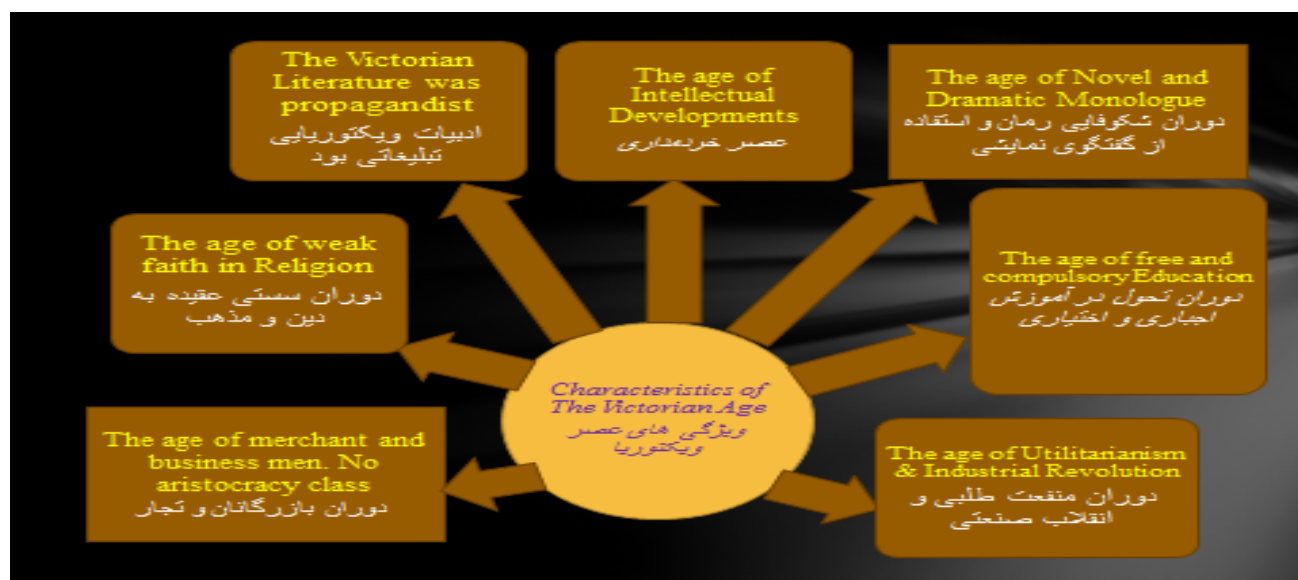 The Victorian
Literature was
propagandist
ادبیات ویکتوریایی
تبلیغاتی بود
The age of
Intellectual
Developments
عصر خردمداری
The age of Novel and
Dramatic Monologue
دوران شکوفایی رمان و استفاده
از گفتگوی نمایشی
The age of weak
faith in Religion
دوران سستی عقیده به
دین و مذهب
The age of free and
compulsory Education
دوران تحول در آموزش
اجباری و اختیاری
Characteristics of
The Victorian Age
ویژگی های عصر
ویکتوریا
The age of merchant and
business men. No
aristocracy class
دوران بازرگانان و تجار
The age of Utilitarianism
& Industrial Revolution
دوران منفعت طلبی و
انقلاب صنعتی